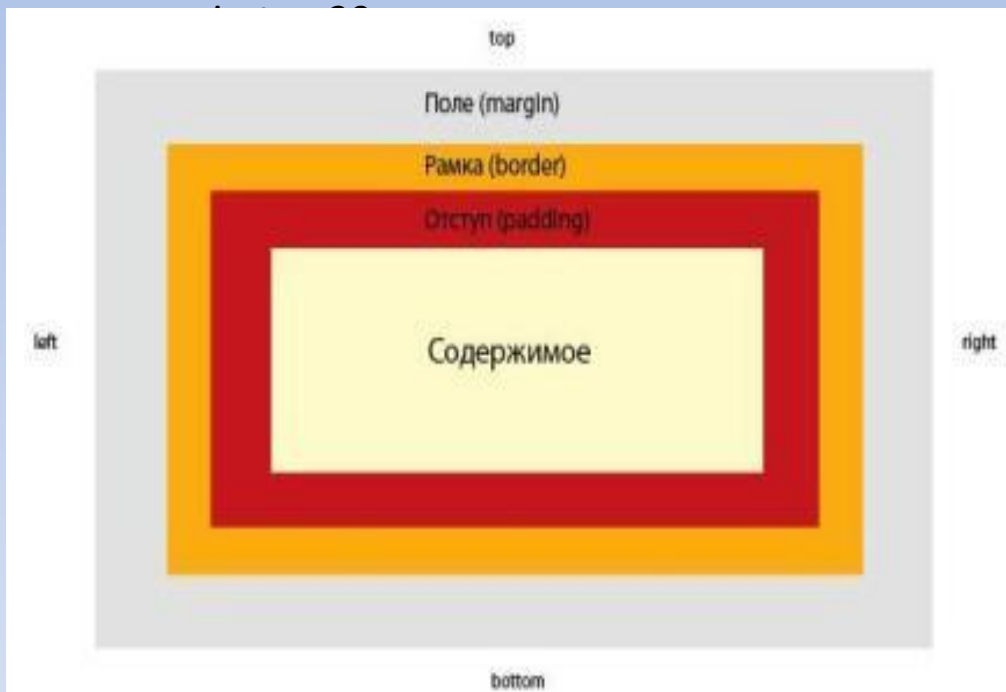 top
Поле (margin)
Рамка (border)
Отступ (padding)
left
Содержимое
right
bottom